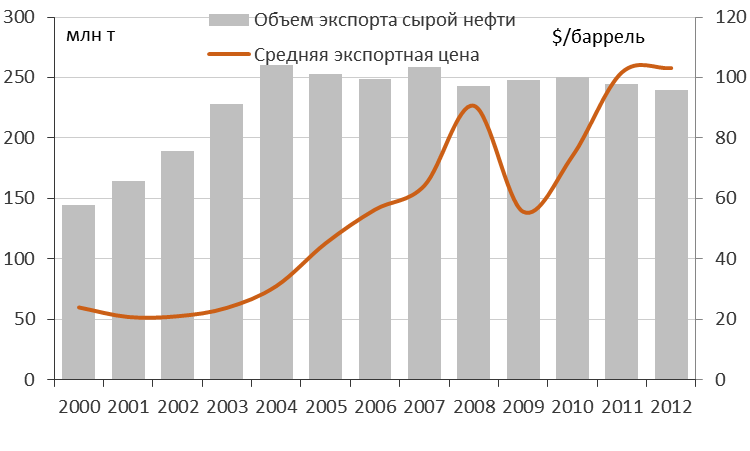 300 млн т Объем экспорта сырой нефти 120
Средняя экспортная цена $/баррель
250 100
200 80
150 60
100 40
50 20
0 0
2000 2001 2002 2003 2004 2005 2006 2007 2008 2009 2010 2011 2012